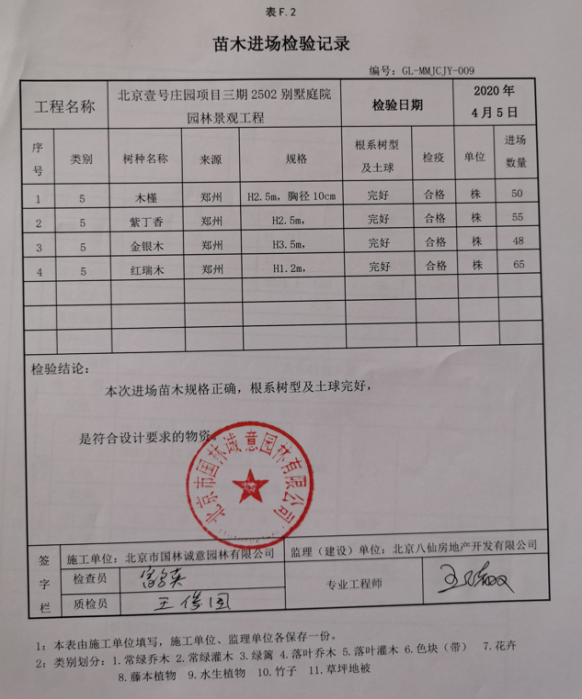 表F.2
苗木进场检验记录
编号：GL-MMJCJY-009
工程名称 北京壹号庄园项目三期2502别墅庭院园林景观工程 检验日期 2020年4月5日
序号 类别 树种名称 来源 规格 根系树型及土球 检疫 单位 进场数量
1 5 木槿 郑州 H2.5m，胸径10cm 完好 合格 株 50
2 5 紫丁香 郑州 H2.5m， 完好 合格 株 55
3 5 金银木 郑州 H3.5m， 完好 合格 株 48
4 5 红瑞木 郑州 H1.2m， 完好 合格 株 65
检验结论：
本次进场苗木规格正确，根系树型及土球完好，
是符合设计要求的物资。
北京市国林诚意园林有限公司
签字栏 施工单位：北京市国林诚意园林有限公司 监理（建设）单位：北京八仙房地产开发有限公司
检查员 专业工程师
质检员 王保国
1：本表由施工单位填写，施工单位、监理单位各保存一份。
2：类别划分：1.常绿乔木 2.常绿灌木 3.绿篱 4.落叶乔木 5.落叶灌木 6.色块（带） 7.花卉
8.藤本植物 9.水生植物 10.竹子 11.草坪地被